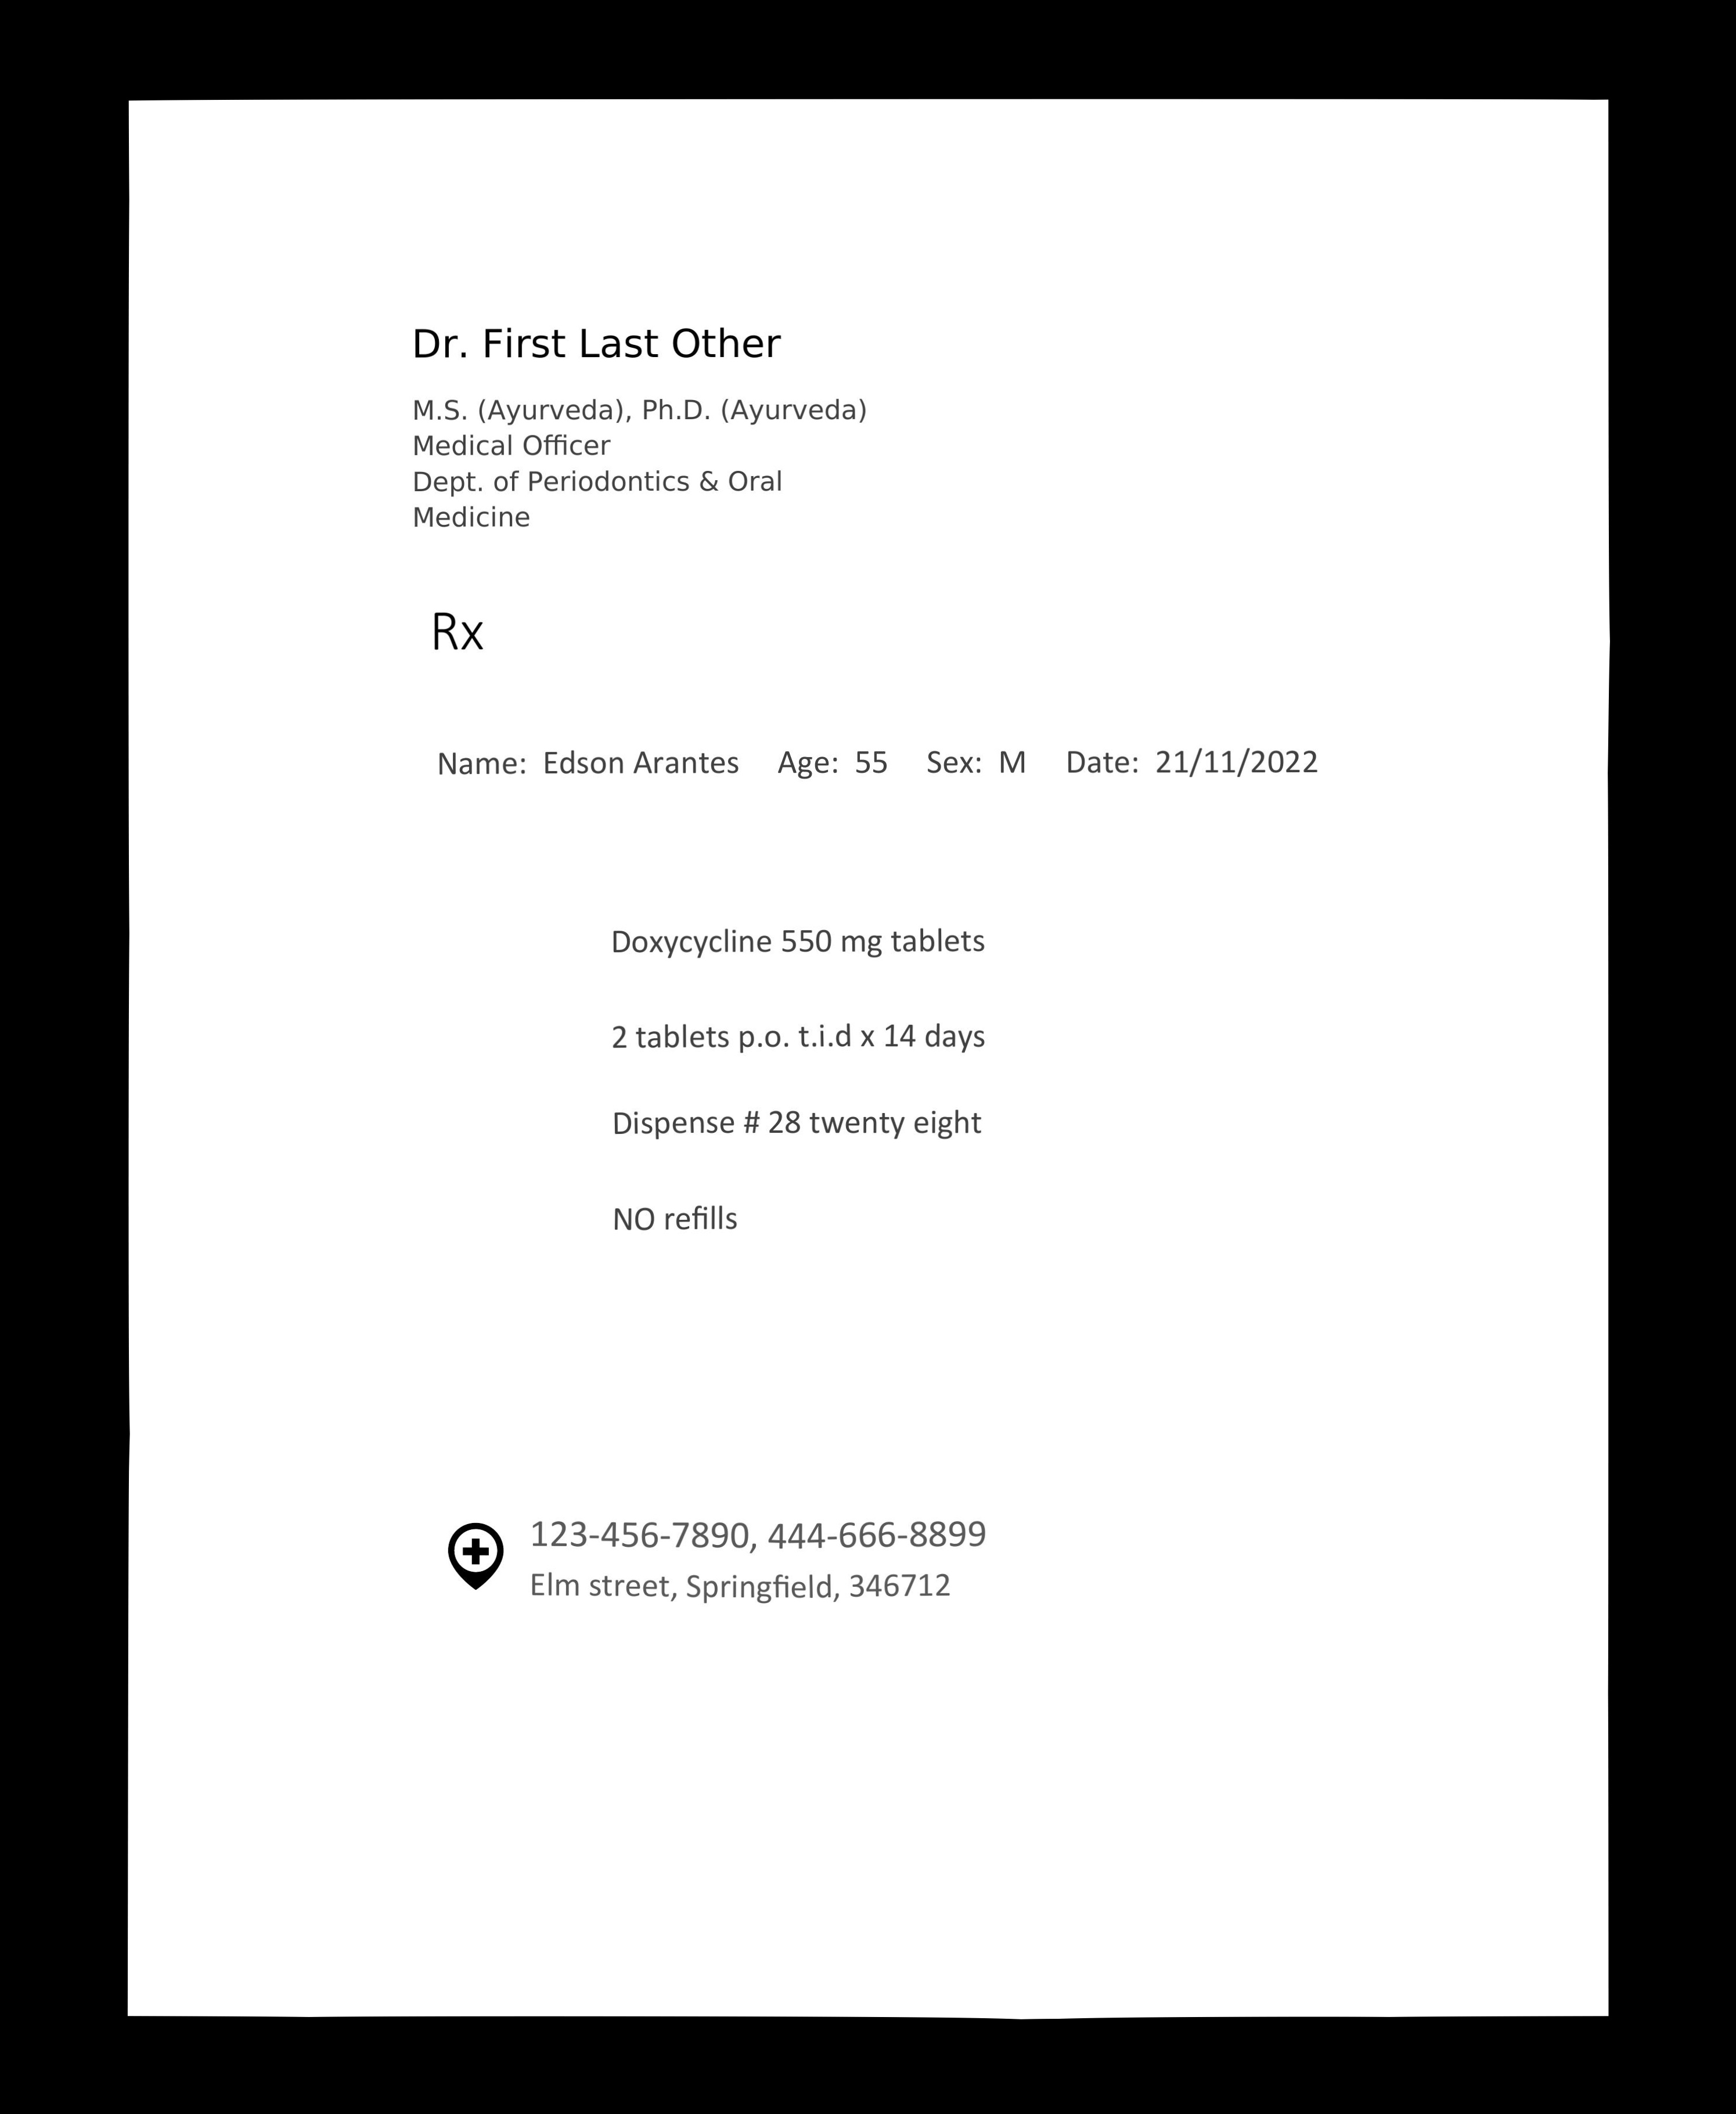 Dr. First Last Other
M.S. (Ayurveda), Ph.D. (Ayurveda)
Medical Officer
Dept. of Periodontics & Oral
Medicine
Rx
Name: Edson Arantes Age: 55 Sex: M Date: 21/11/2022
Doxycycline 550 mg tablets
2 tablets p.o. t.i.d x 14 days
Dispense # 28 twenty eight
NO refills
123-456-7890, 444-666-8899
Elm street, Springfield, 346712